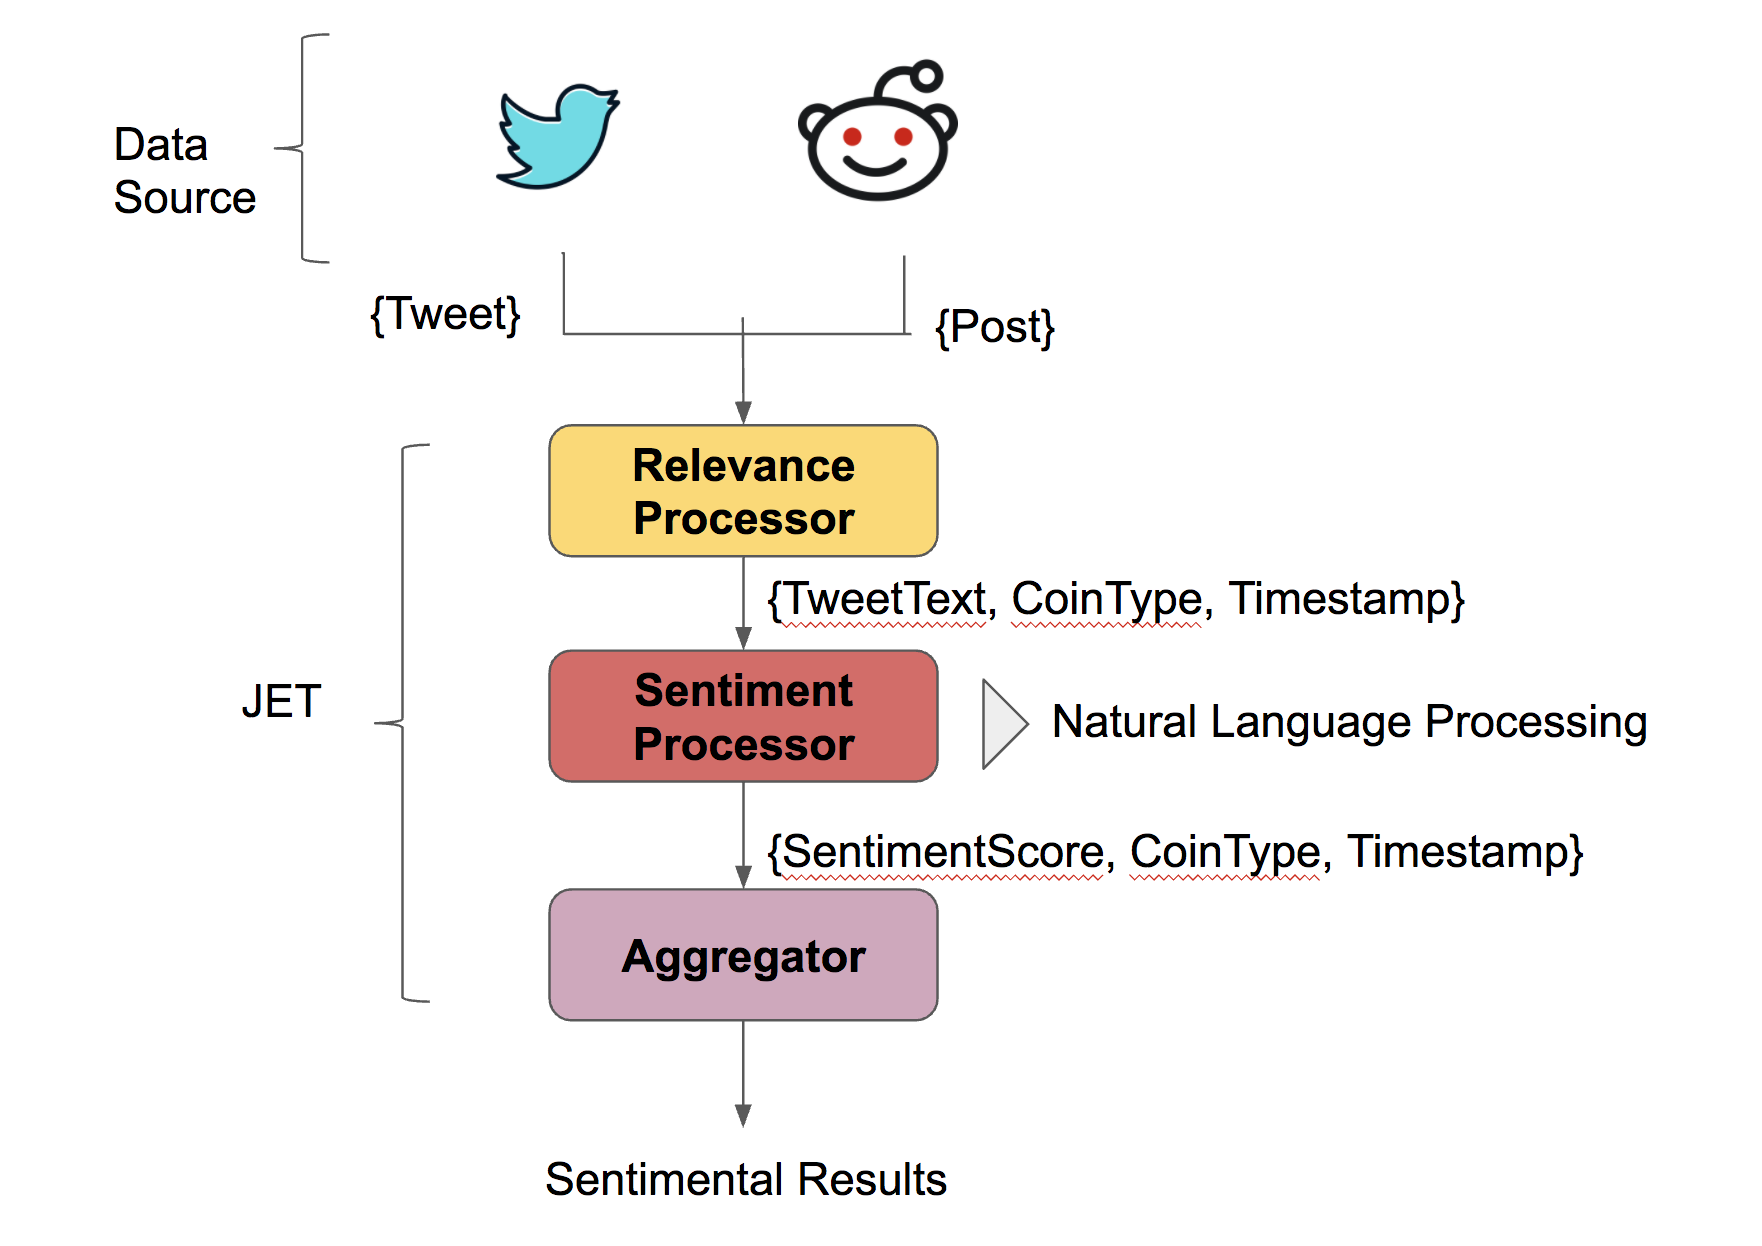 Data
Source
{Tweet}
{Post}
Relevance
Processor
{TweetText, CoinType, Timestamp}
JET
Sentiment
Processor
Natural Language Processing
{SentimentScore, CoinType, Timestamp}
Aggregator
Sentimental Results